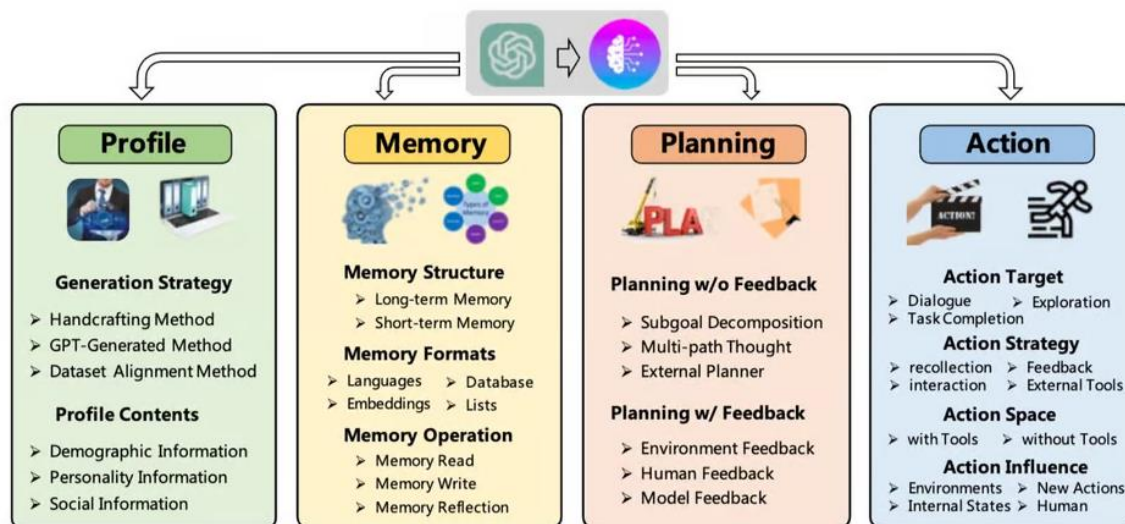 Profile
Generation Strategy
➢ Handcrafting Method
➢ GPT-Generated Method
➢ Dataset Alignment Method
Profile Contents
➢ Demographic Information
➢ Personality Information
➢ Social Information
Memory
Types of
Memory
Memory Structure
➢ Long-term Memory
➢ Short-term Memory
Memory Formats
➢ Languages ➢ Database
➢ Embeddings ➢ Lists
Memory Operation
➢ Memory Read
➢ Memory Write
➢ Memory Reflection
Planning
PLA
Planning w/o Feedback
➢ Subgoal Decomposition
➢ Multi-path Thought
➢ External Planner
Planning w/ Feedback
➢ Environment Feedback
➢ Human Feedback
➢ Model Feedback
Action
ACTION!
Action Target
➢ Dialogue ➢ Exploration
➢ Task Completion
Action Strategy
➢ recollection ➢ Feedback
➢ interaction ➢ External Tools
Action Space
➢ with Tools ➢ without Tools
Action Influence
➢ Environments ➢ New Actions
➢ Internal States ➢ Human